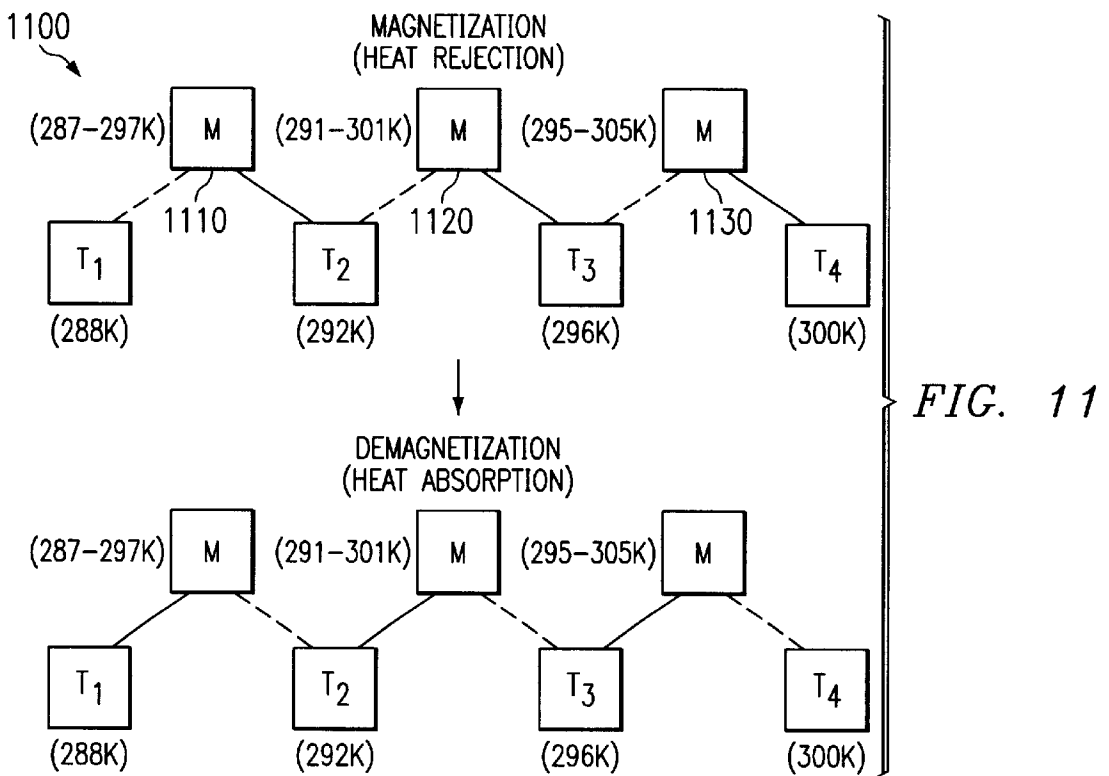 1100
MAGNETIZATION
(HEAT REJECTION)
(287-297K) M (291-301K) M (295-305K) M
1110 1120 1130
T1 T2 T3 T4
(288K) (292K) (296K) (300K)
FIG. 11
DEMAGNETIZATION
(HEAT ABSORPTION)
(287-297K) M (291-301K) M (295-305K) M
T1 T2 T3 T4
(288K) (292K) (296K) (300K)